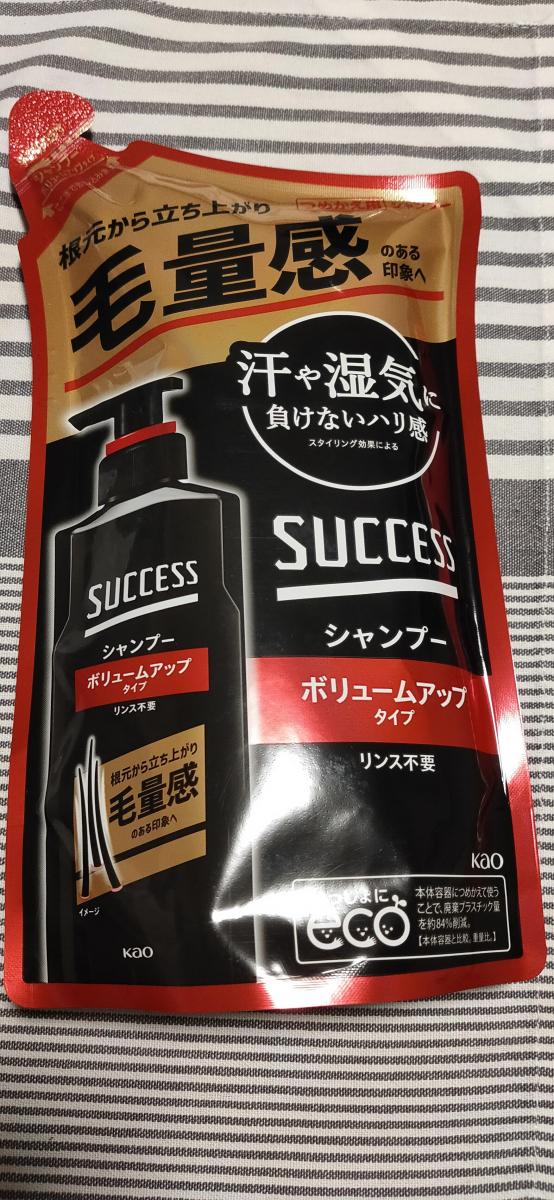 根元から立ち上がり
つめかえ用
毛量感
のある
印象へ
汗や湿気に
負けないハリ感
スタイリング効果による
SUCCESS
シャンプー
ボリュームアップ
タイプ
リンス不要
SUCCESS
シャンプー
ボリュームアップ
タイプ
リンス不要
根元から立ち上がり
毛量感
のある印象へ
イメージ
Kao
Kao
eco
本体容器につめかえて使う
ことで、廃棄プラスチック量
を約84%削減。
【本体容器と比較。重量比。】